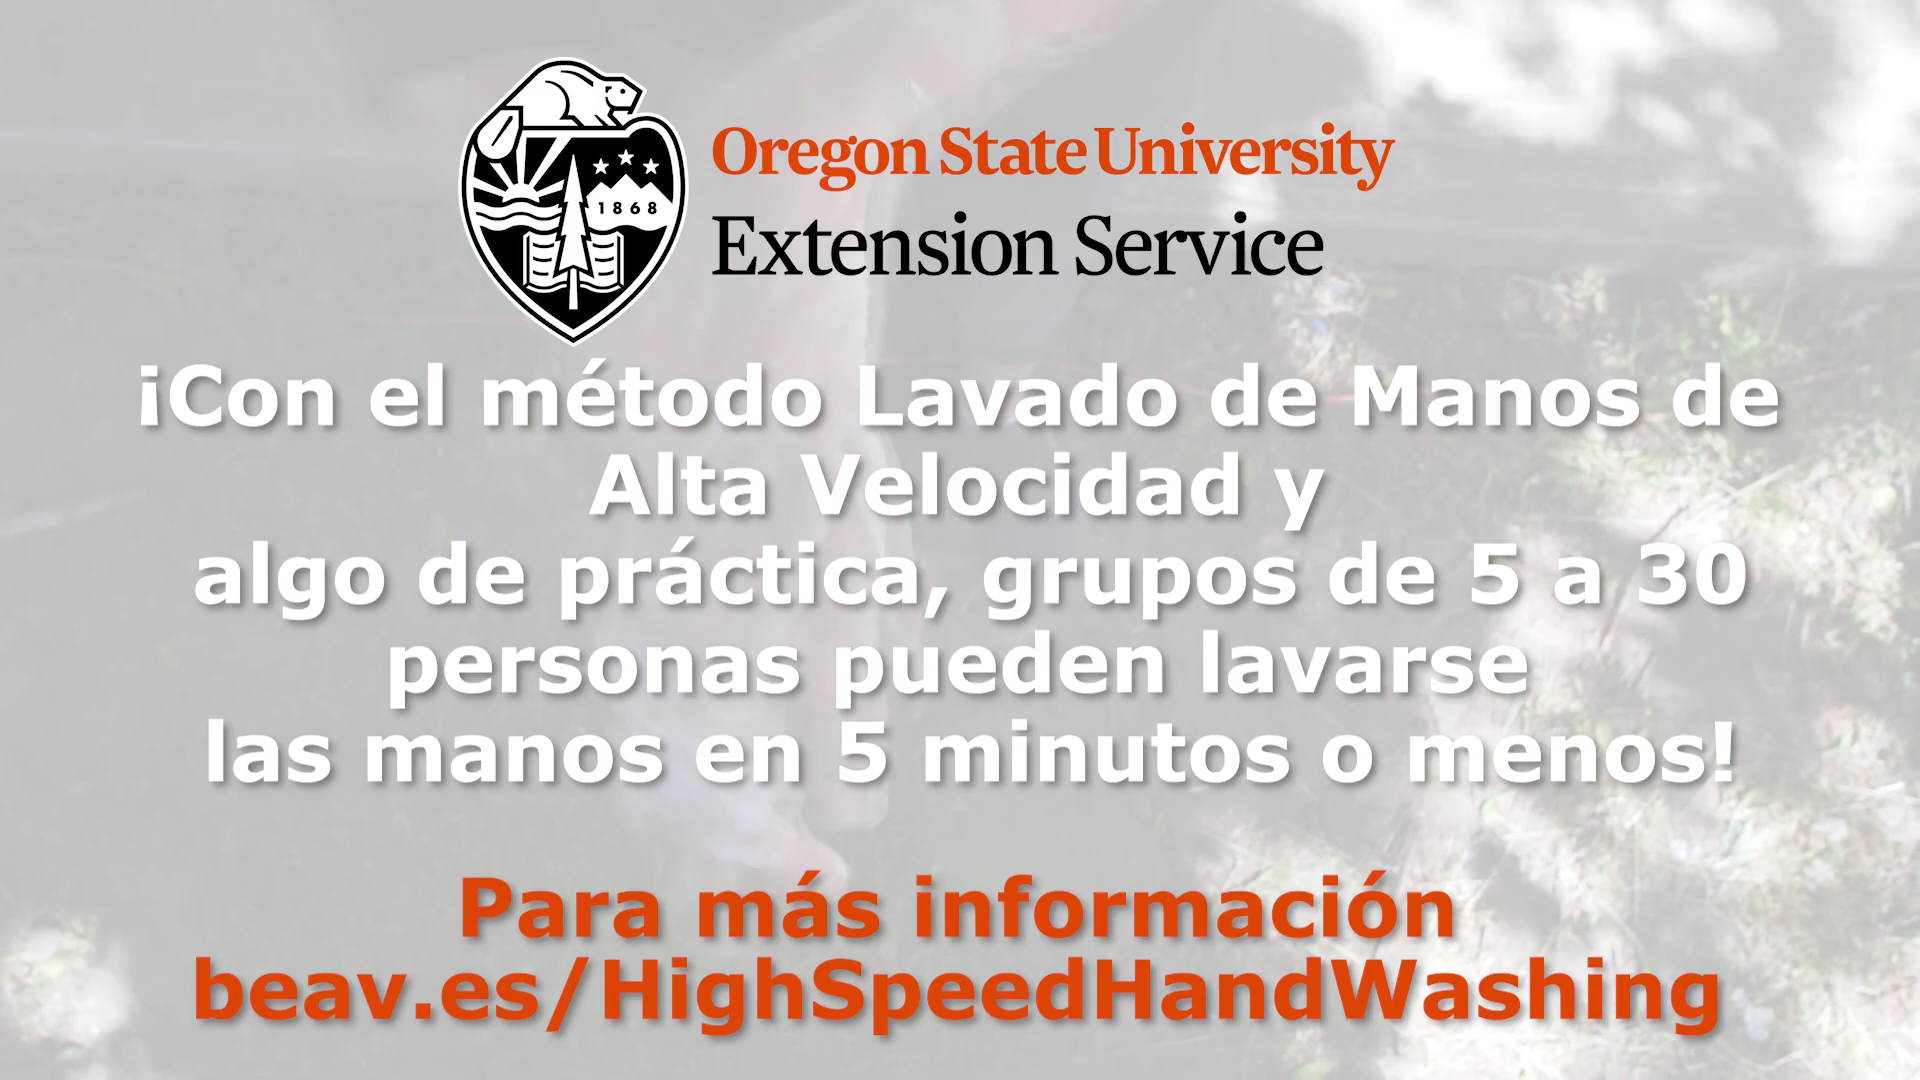 1868
Oregon State University
Extension Service
¡Con el método Lavado de Manos de
Alta Velocidad y
algo de práctica, grupos de 5 a 30
personas pueden lavarse
las manos en 5 minutos o menos!
Para más información
beav.es/HighSpeedHandWashing